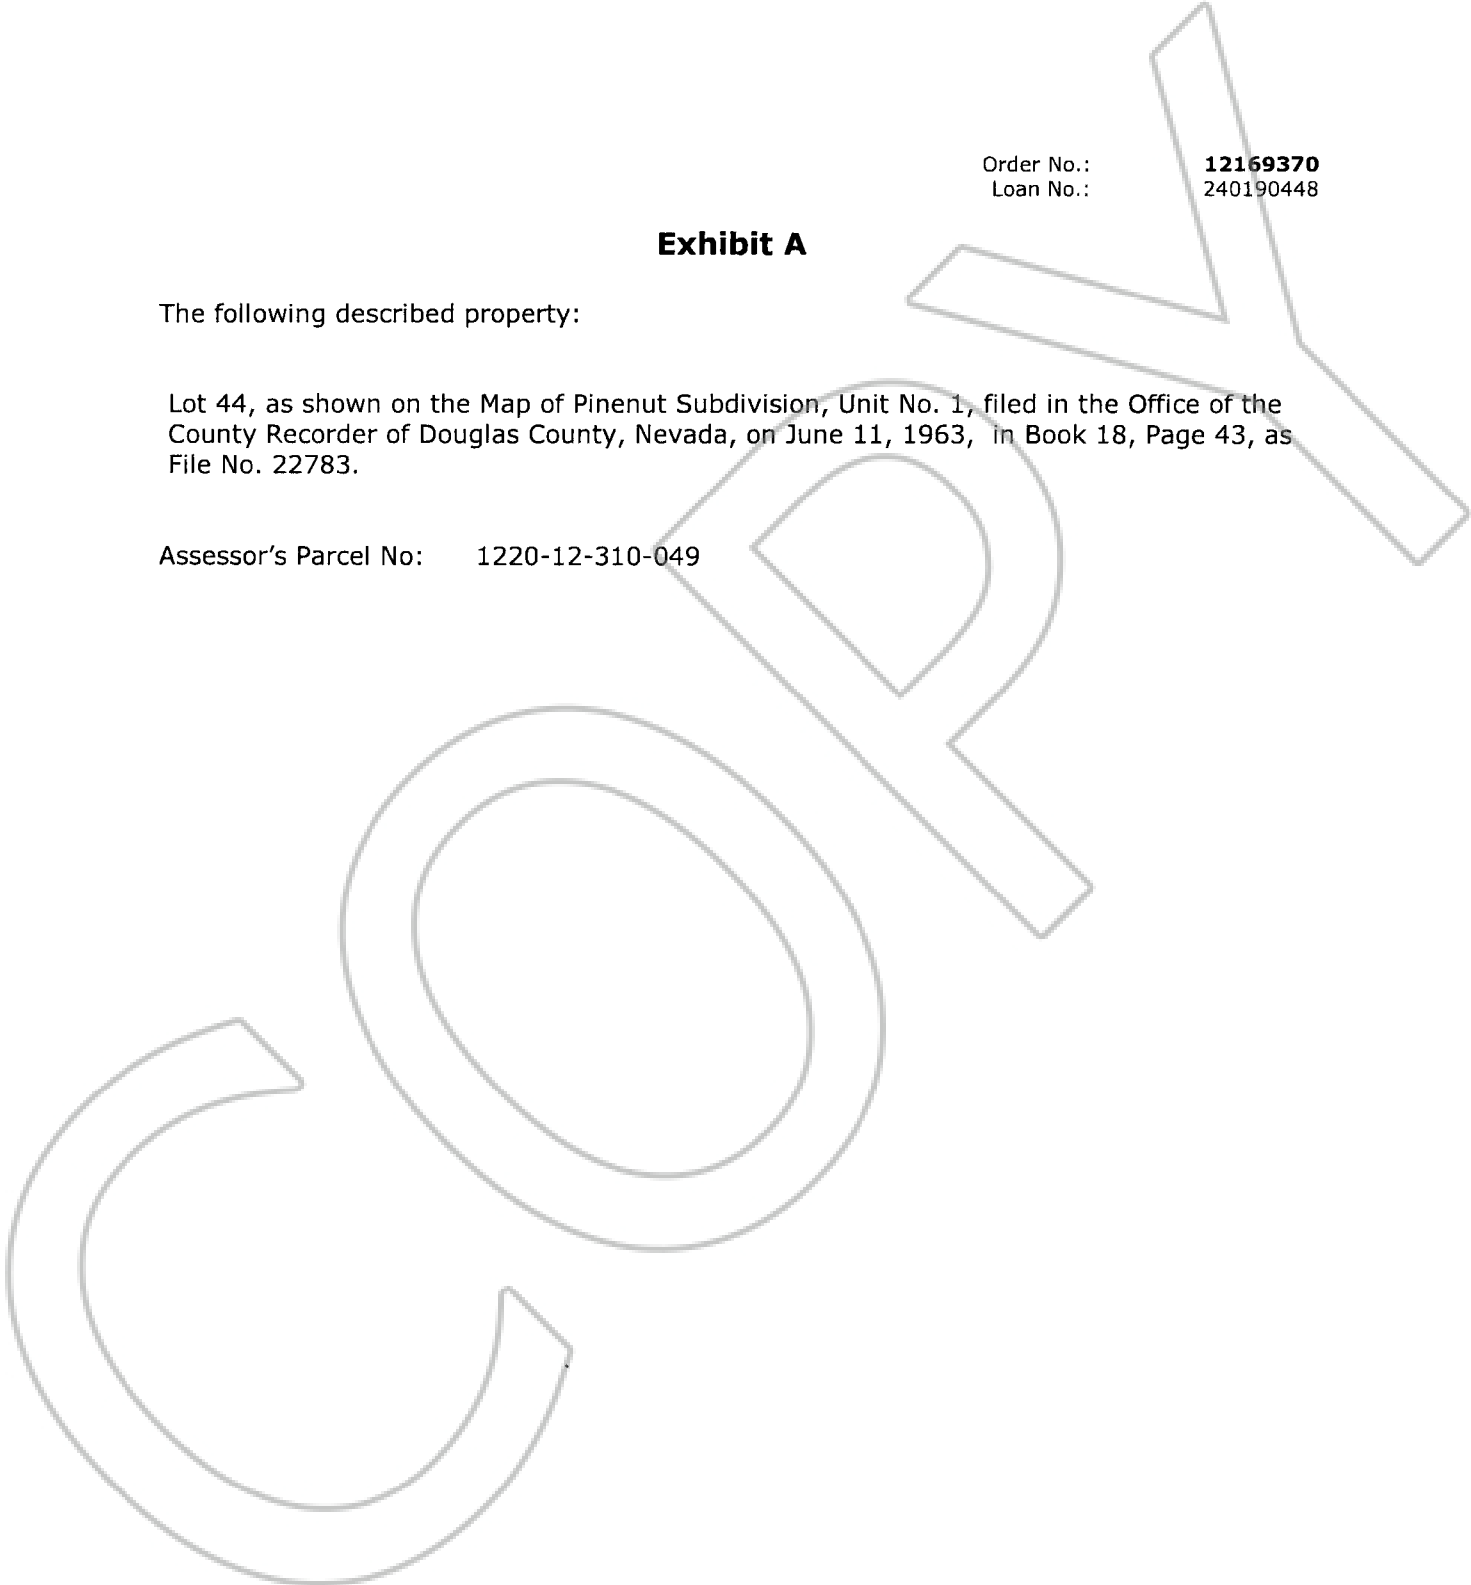 Order No.: 12169370
Loan No.: 240190448
Exhibit A
The following described property:
Lot 44, as shown on the Map of Pinenut Subdivision, Unit No. 1, filed in the Office of the
County Recorder of Douglas County, Nevada, on June 11, 1963, in Book 18, Page 43, as
File No. 22783.
Assessor’s Parcel No: 1220-12-310-049
COPY